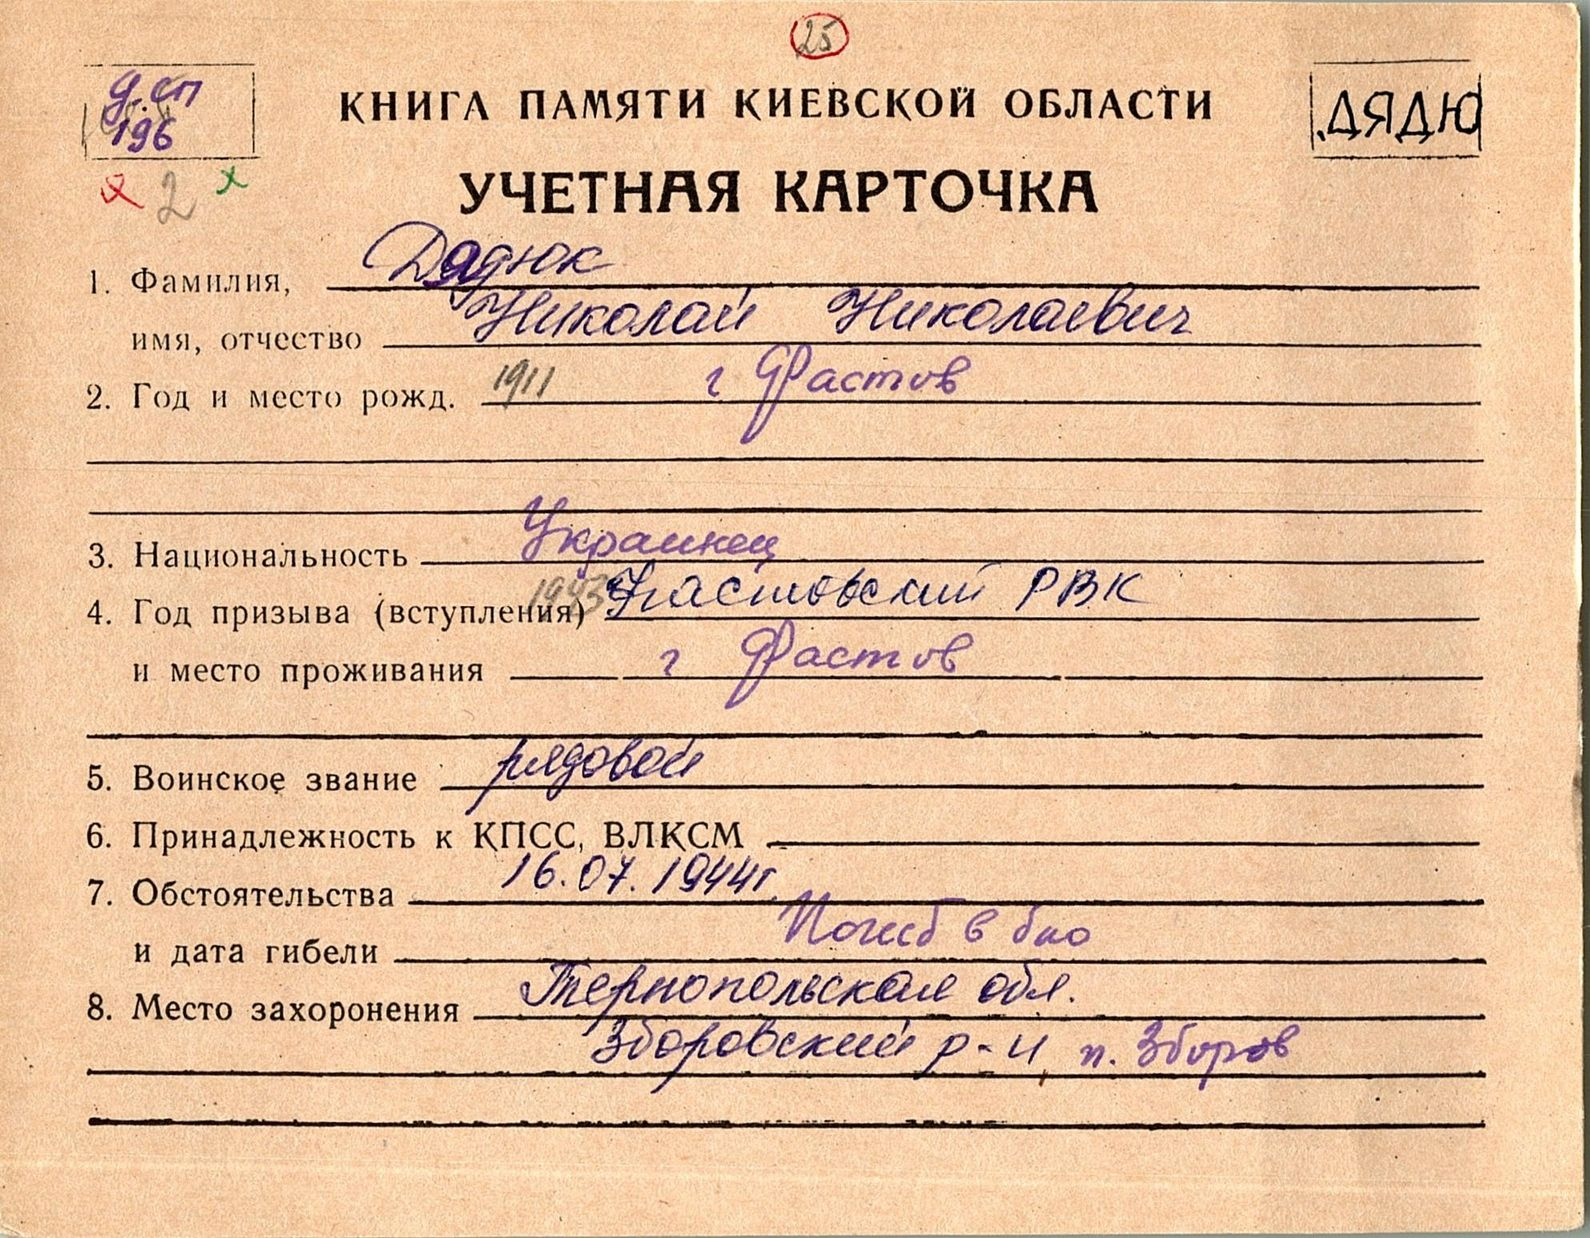 25
д.сп
196
КНИГА ПАМЯТИ КИЕВСКОЙ ОБЛАСТИ
ДЯДЮ
2
УЧЕТНАЯ КАРТОЧКА
1. Фамилия, Дядюк
имя, отчество Николай Николаевич
2. Год и место рожд. 1911 г Фастов
3. Национальность Украинец
4. Год призыва (вступления) 1943 Фастовский РВК
и место проживания г Фастов
5. Воинское звание рядовой
6. Принадлежность к КПСС, ВЛКСМ
7. Обстоятельства 16.07.1944г.
и дата гибели Погиб в бою
8. Место захоронения Тернопольская обл.
Зборовский р-н п. Зборов